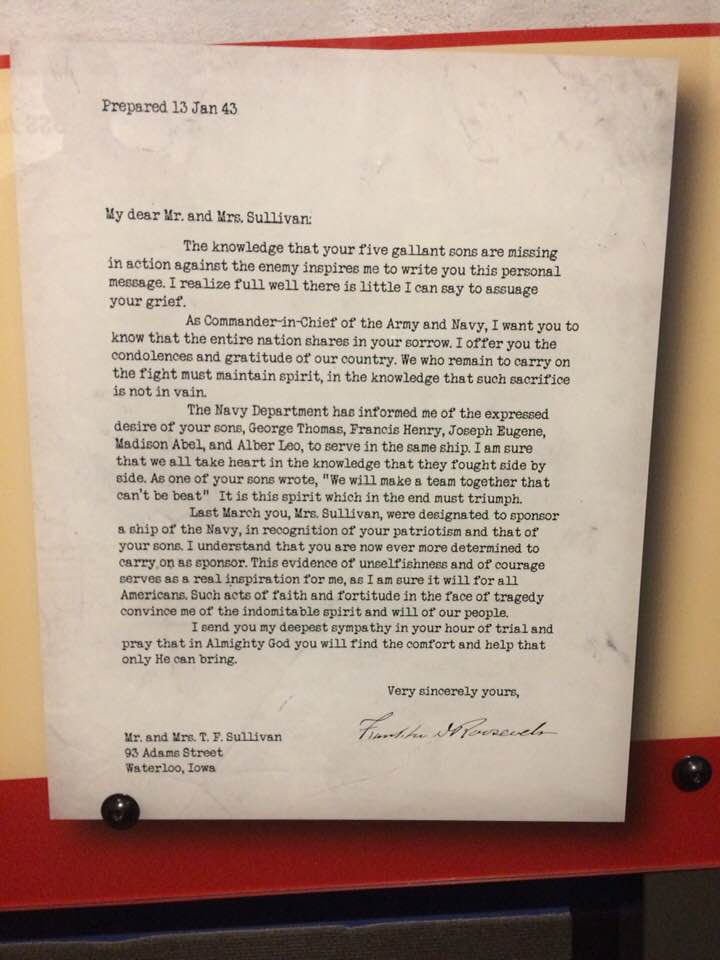 Prepared 13 Jan 43
My dear Mr. and Mrs. Sullivan:
The knowledge that your five gallant sons are missing
in action against the enemy inspires me to write you this personal
message. I realize full well there is little I can say to assuage
your grief.
As Commander-in-Chief of the Army and Navy, I want you to
know that the entire nation shares in your sorrow. I offer you the
condolences and gratitude of our country. We who remain to carry on
the fight must maintain spirit, in the knowledge that such sacrifice
is not in vain.
The Navy Department has informed me of the expressed
desire of your sons, George Thomas, Francis Henry, Joseph Eugene,
Madison Abel, and Alber Leo, to serve in the same ship. I am sure
that we all take heart in the knowledge that they fought side by
side. As one of your sons wrote, "We will make a team together that
can't be beat" It is this spirit which in the end must triumph.
Last March you, Mrs. Sullivan, were designated to sponsor
a ship of the Navy, in recognition of your patriotism and that of
your sons. I understand that you are now ever more determined to
carry on as sponsor. This evidence of unselfishness and of courage
serves as a real inspiration for me, as I am sure it will for all
Americans. Such acts of faith and fortitude in the face of tragedy
convince me of the indomitable spirit and will of our people.
I send you my deepest sympathy in your hour of trial and
pray that in Almighty God you will find the comfort and help that
only He can bring.
Very sincerely yours,
Franklin D Roosevelt
Mr. and Mrs. T. F. Sullivan
93 Adams Street
Waterloo, Iowa